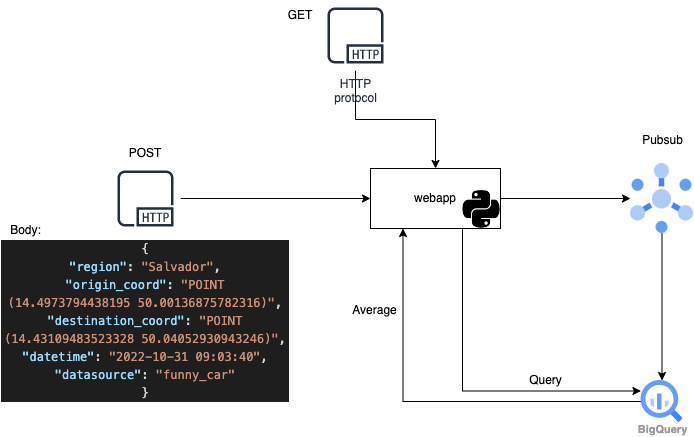 GET
HTTP
HTTP
protocol
POST
Pubsub
webapp
HTTP
Body:
{
"region": "Salvador",
"origin_coord": "POINT
(14.4973794438195 50.00136875782316)",
"destination_coord": "POINT
(14.43109483523328 50.04052930943246)",
"datetime": "2022-10-31 09:03:40",
"datasource": "funny_car"
}
Average
Query
BigQuery